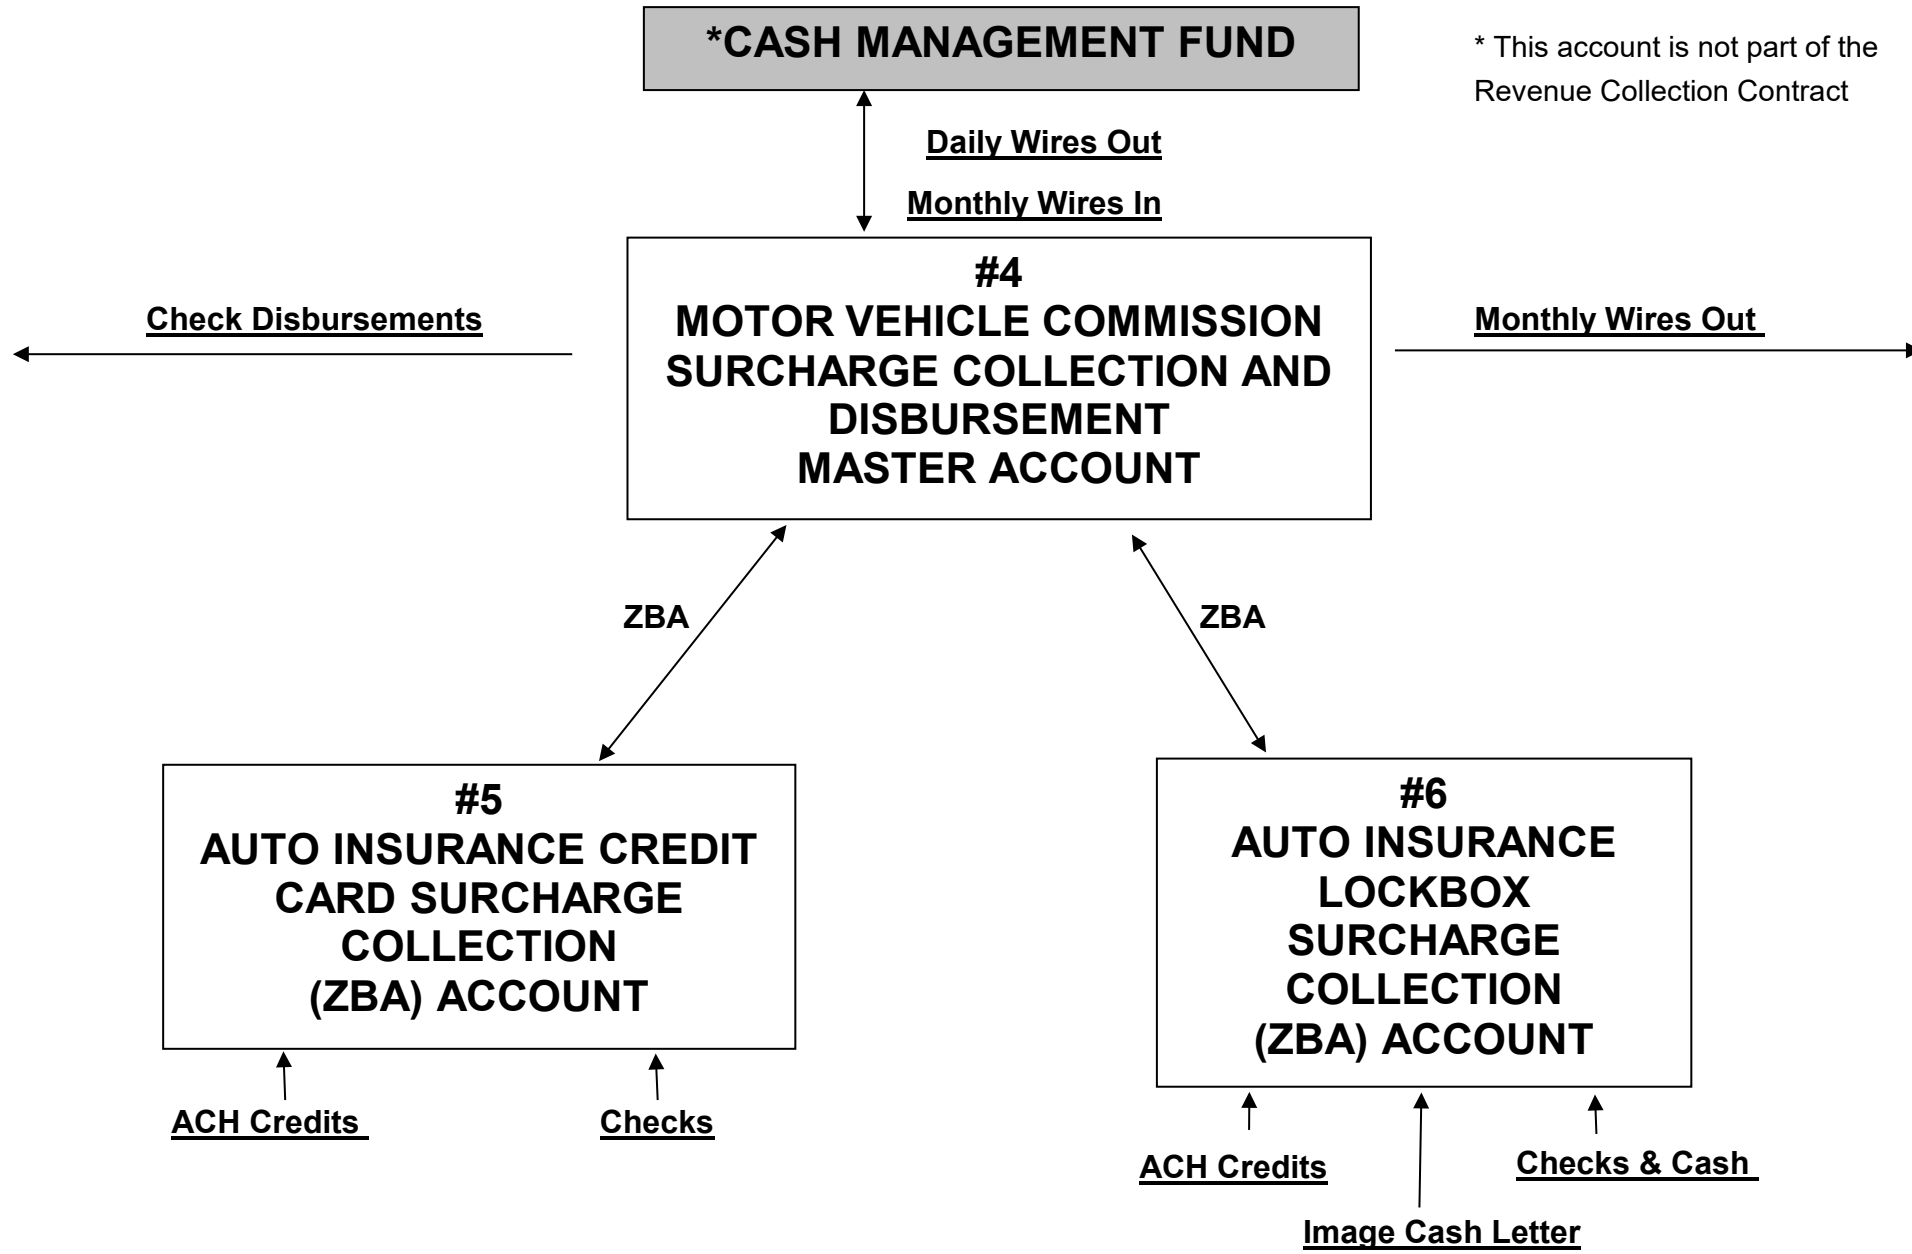 *CASH MANAGEMENT FUND
* This account is not part of the
Revenue Collection Contract
Daily Wires Out
Monthly Wires In
#4
MOTOR VEHICLE COMMISSION
SURCHARGE COLLECTION AND
DISBURSEMENT
MASTER ACCOUNT
Check Disbursements
Monthly Wires Out
ZBA
ZBA
#5
AUTO INSURANCE CREDIT
CARD SURCHARGE
COLLECTION
(ZBA) ACCOUNT
#6
AUTO INSURANCE
LOCKBOX
SURCHARGE
COLLECTION
(ZBA) ACCOUNT
ACH Credits
Checks
ACH Credits
Checks & Cash
Image Cash Letter